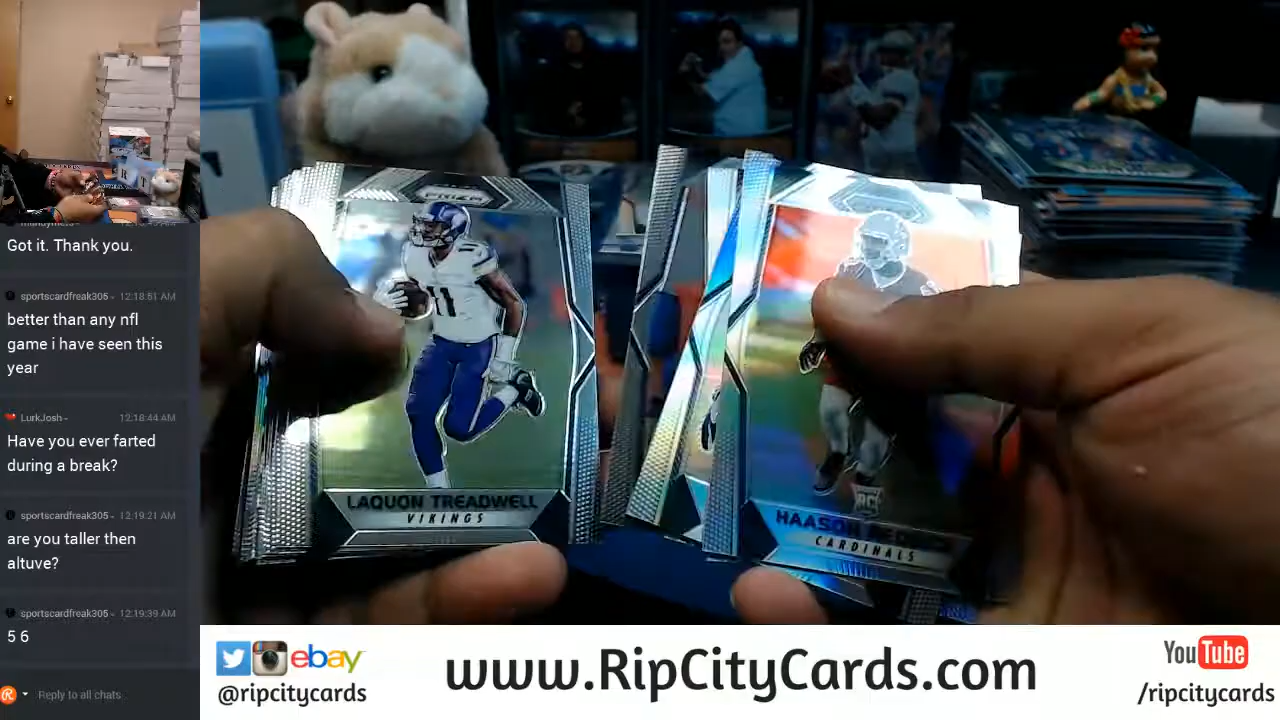 Got it. Thank you.
sportscardfreak305 12:18:51 AM
better than any nfl
game i have seen this
year
LurkJosh 12:18:44 AM
Have you ever farted
during a break?
sportscardfreak305 12:19:21 AM
are you taller then
altuve?
sportscardfreak305 12:19:39 AM
5 6
Reply to all chats
11
LAQUON TREADWELL
VIKINGS
RC
HAASON
CARDINALS
ebay
@ripcitycards
www.RipCityCards.com
YouTube
/ripcitycards